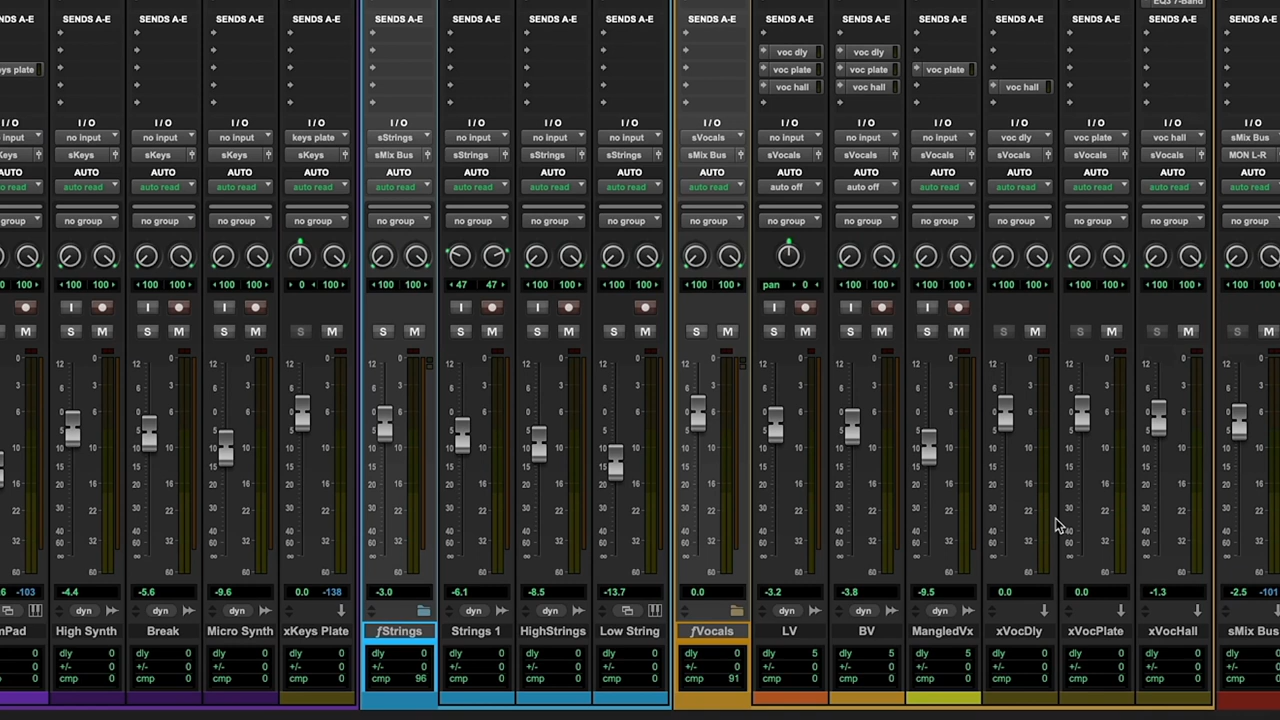 EQ3 7-Band
SENDS A-E SENDS A-E SENDS A-E SENDS A-E SENDS A-E SENDS A-E SENDS A-E SENDS A-E SENDS A-E SENDS A-E SENDS A-E SENDS A-E SENDS A-E SENDS A-E SENDS A-E SENDS A-E
voc dly voc dly
eys plate voc plate voc plate voc plate
voc hall voc hall voc hall
I/O I/O I/O I/O I/O I/O I/O I/O I/O I/O I/O I/O I/O I/O I/O I/O
no input no input no input no input keys plate sStrings no input no input no input sVocals no input no input no input voc dly voc plate voc hall sMix Bus
Keys sKeys sKeys sKeys sKeys sMix Bus sStrings sStrings sStrings sMix Bus sVocals sVocals sVocals sVocals sVocals sVocals MON L-R
AUTO AUTO AUTO AUTO AUTO AUTO AUTO AUTO AUTO AUTO AUTO AUTO AUTO AUTO AUTO AUTO AUTO
auto read auto read auto read auto read auto read auto read auto read auto read auto read auto read auto off auto off auto read auto read auto read auto read auto read
no group no group no group no group no group no group no group no group no group no group no group no group no group no group no group no group no group
100 100 100 100 100 100 100 0 100 100 47 47 100 100 100 100 100 100 pan 0 100 100 100 100 100 100 100 100 100 100 100
I I I I I I I I
M S M S M S M S M S M S M S M S M S M S M S M S M S M S M S M S M
-103 -4.4 -5.6 -9.6 0.0 -138 -3.0 -6.1 -8.5 -13.7 0.0 -3.2 -3.8 -9.5 0.0 0.0 -1.3 -2.5 -101
dyn dyn dyn dyn dyn dyn dyn dyn
mPad High Synth Break Micro Synth xKeys Plate ƒStrings Strings 1 HighStrings Low String ƒVocals LV BV MangledVx xVocDly xVocPlate xVocHall sMix Bus
0 dly 0 dly 0 dly 0 dly 0 dly 0 dly 0 dly 0 dly 0 dly 0 dly 5 dly 5 dly 5 dly 0 dly 0 dly 0 dly
0 +/- 0 +/- 0 +/- 0 +/- 0 +/- 0 +/- 0 +/- 0 +/- 0 +/- 0 +/- 0 +/- 0 +/- 0 +/- 0 +/- 0 +/- 0 +/-
0 cmp 0 cmp 0 cmp 0 cmp 0 cmp 96 cmp 0 cmp 0 cmp 0 cmp 91 cmp 0 cmp 0 cmp 0 cmp 0 cmp 0 cmp 0 cmp